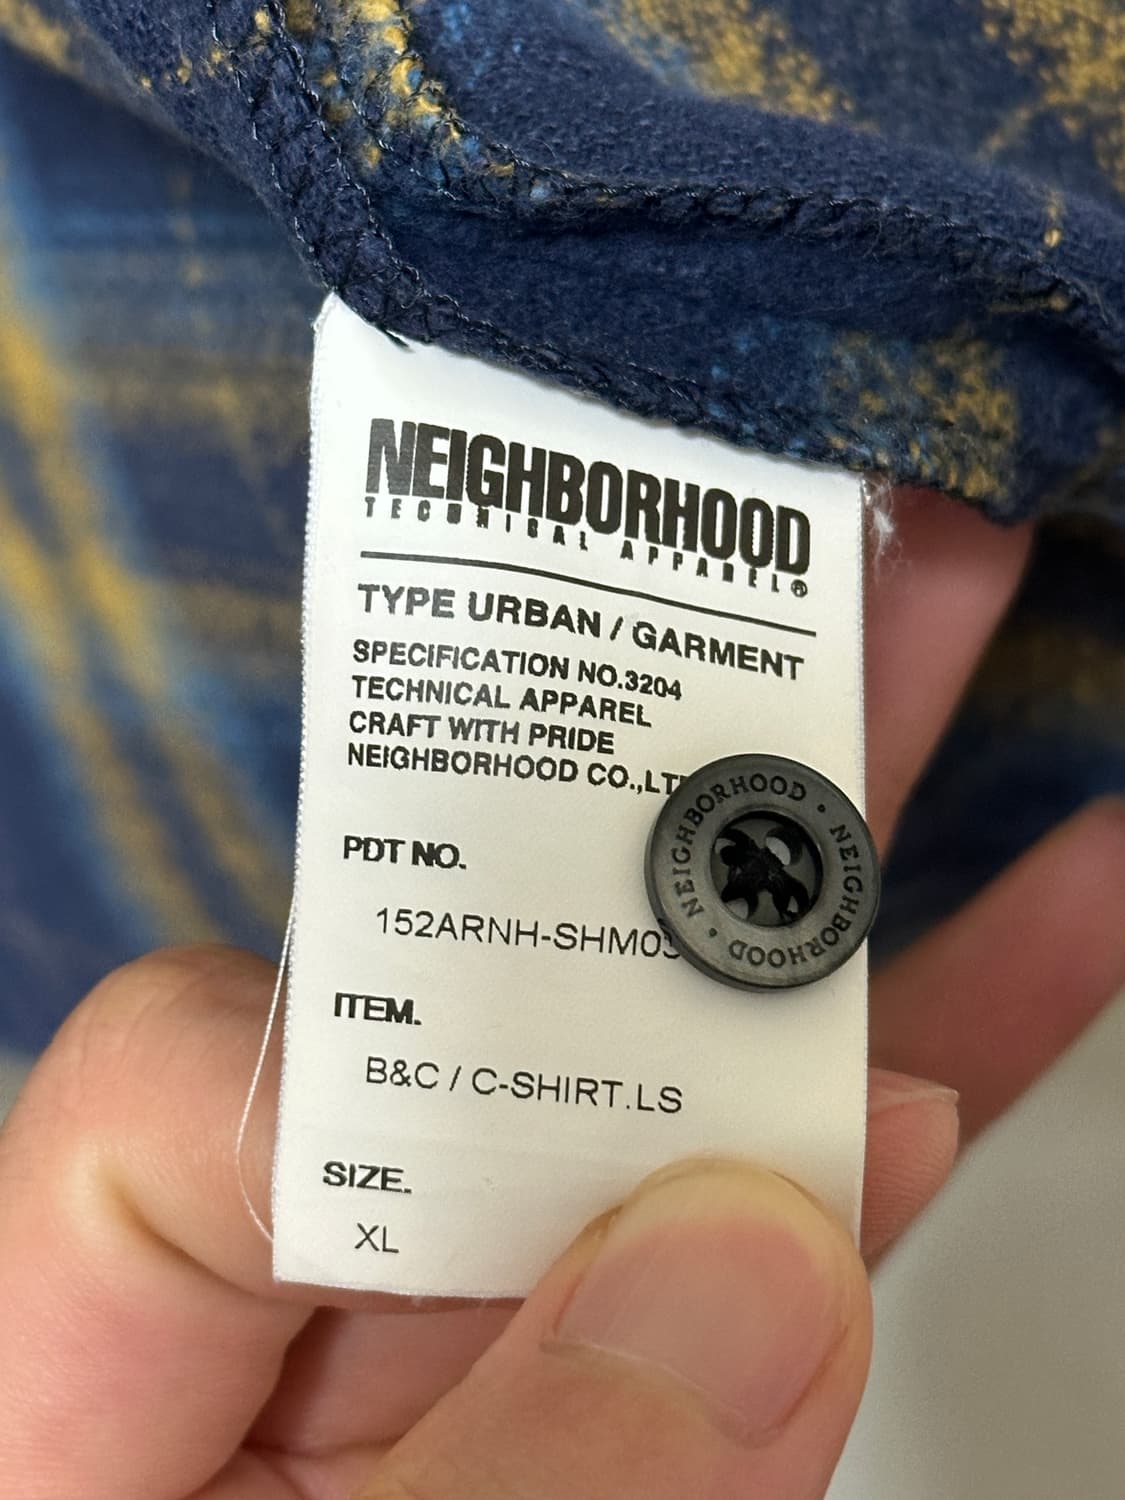 NEIGHBORHOOD
TECHNICAL APPAREL®
TYPE URBAN / GARMENT
SPECIFICATION NO.3204
TECHNICAL APPAREL
CRAFT WITH PRIDE
NEIGHBORHOOD CO.,LT
PDT NO.
152ARNH-SHM0
ITEM.
B&C / C-SHIRT.LS
SIZE.
XL
NEIGHBORHOOD • NEIGHBORHOOD •